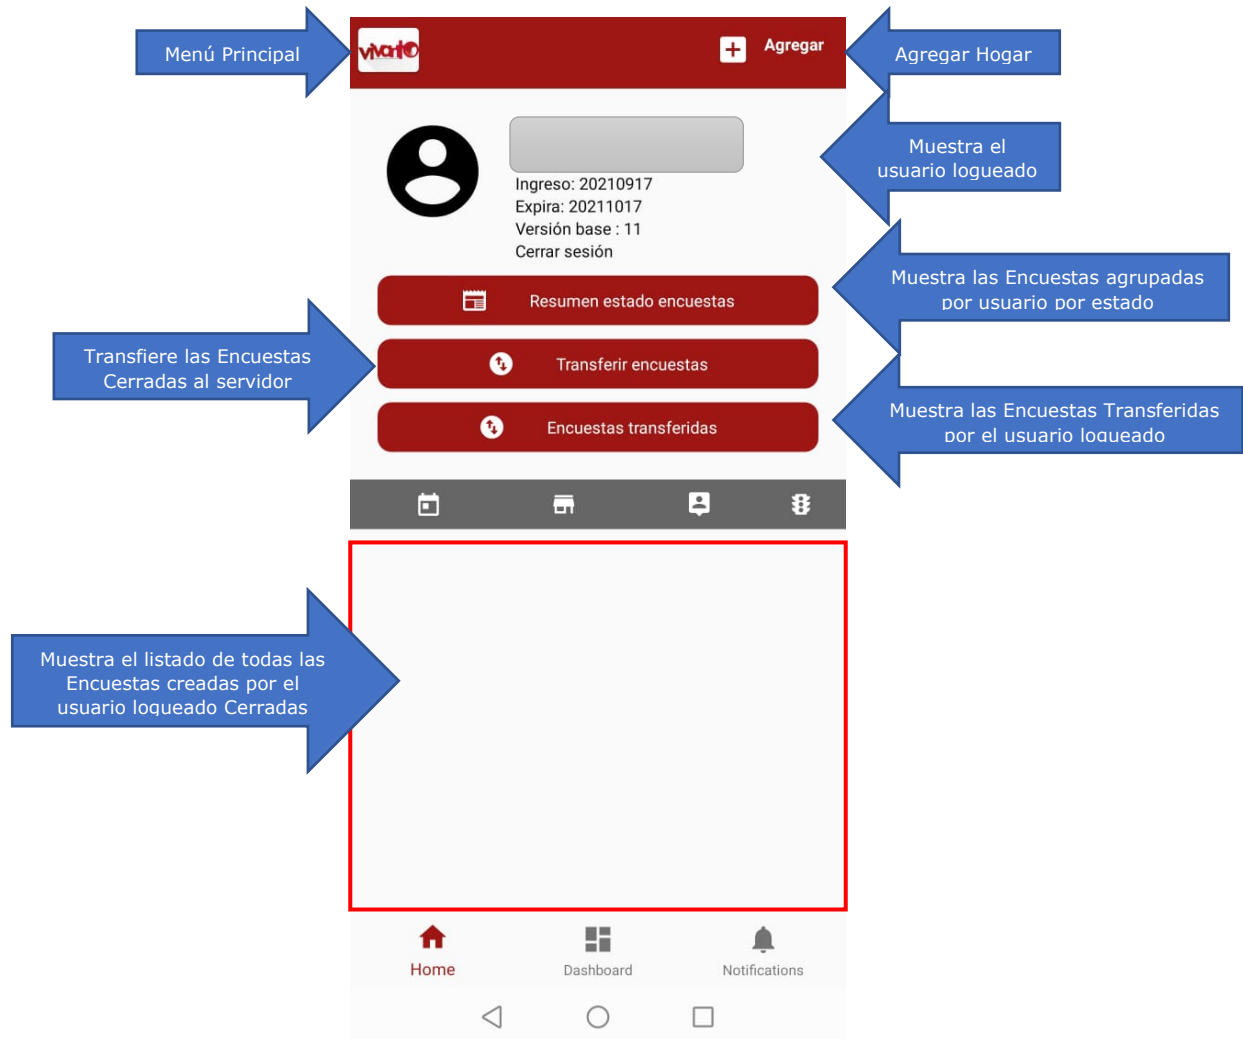 Menú Principal
vivanto
Agregar
Agregar Hogar
Muestra el
usuario logueado
Ingreso: 20210917
Expira: 20211017
Versión base : 11
Cerrar sesión
Muestra las Encuestas agrupadas
por usuario por estado
Resumen estado encuestas
Transfiere las Encuestas
Cerradas al servidor
Transferir encuestas
Muestra las Encuestas Transferidas
por el usuario logueado
Encuestas transferidas
Muestra el listado de todas las
Encuestas creadas por el
usuario logueado Cerradas
Home
Dashboard
Notifications